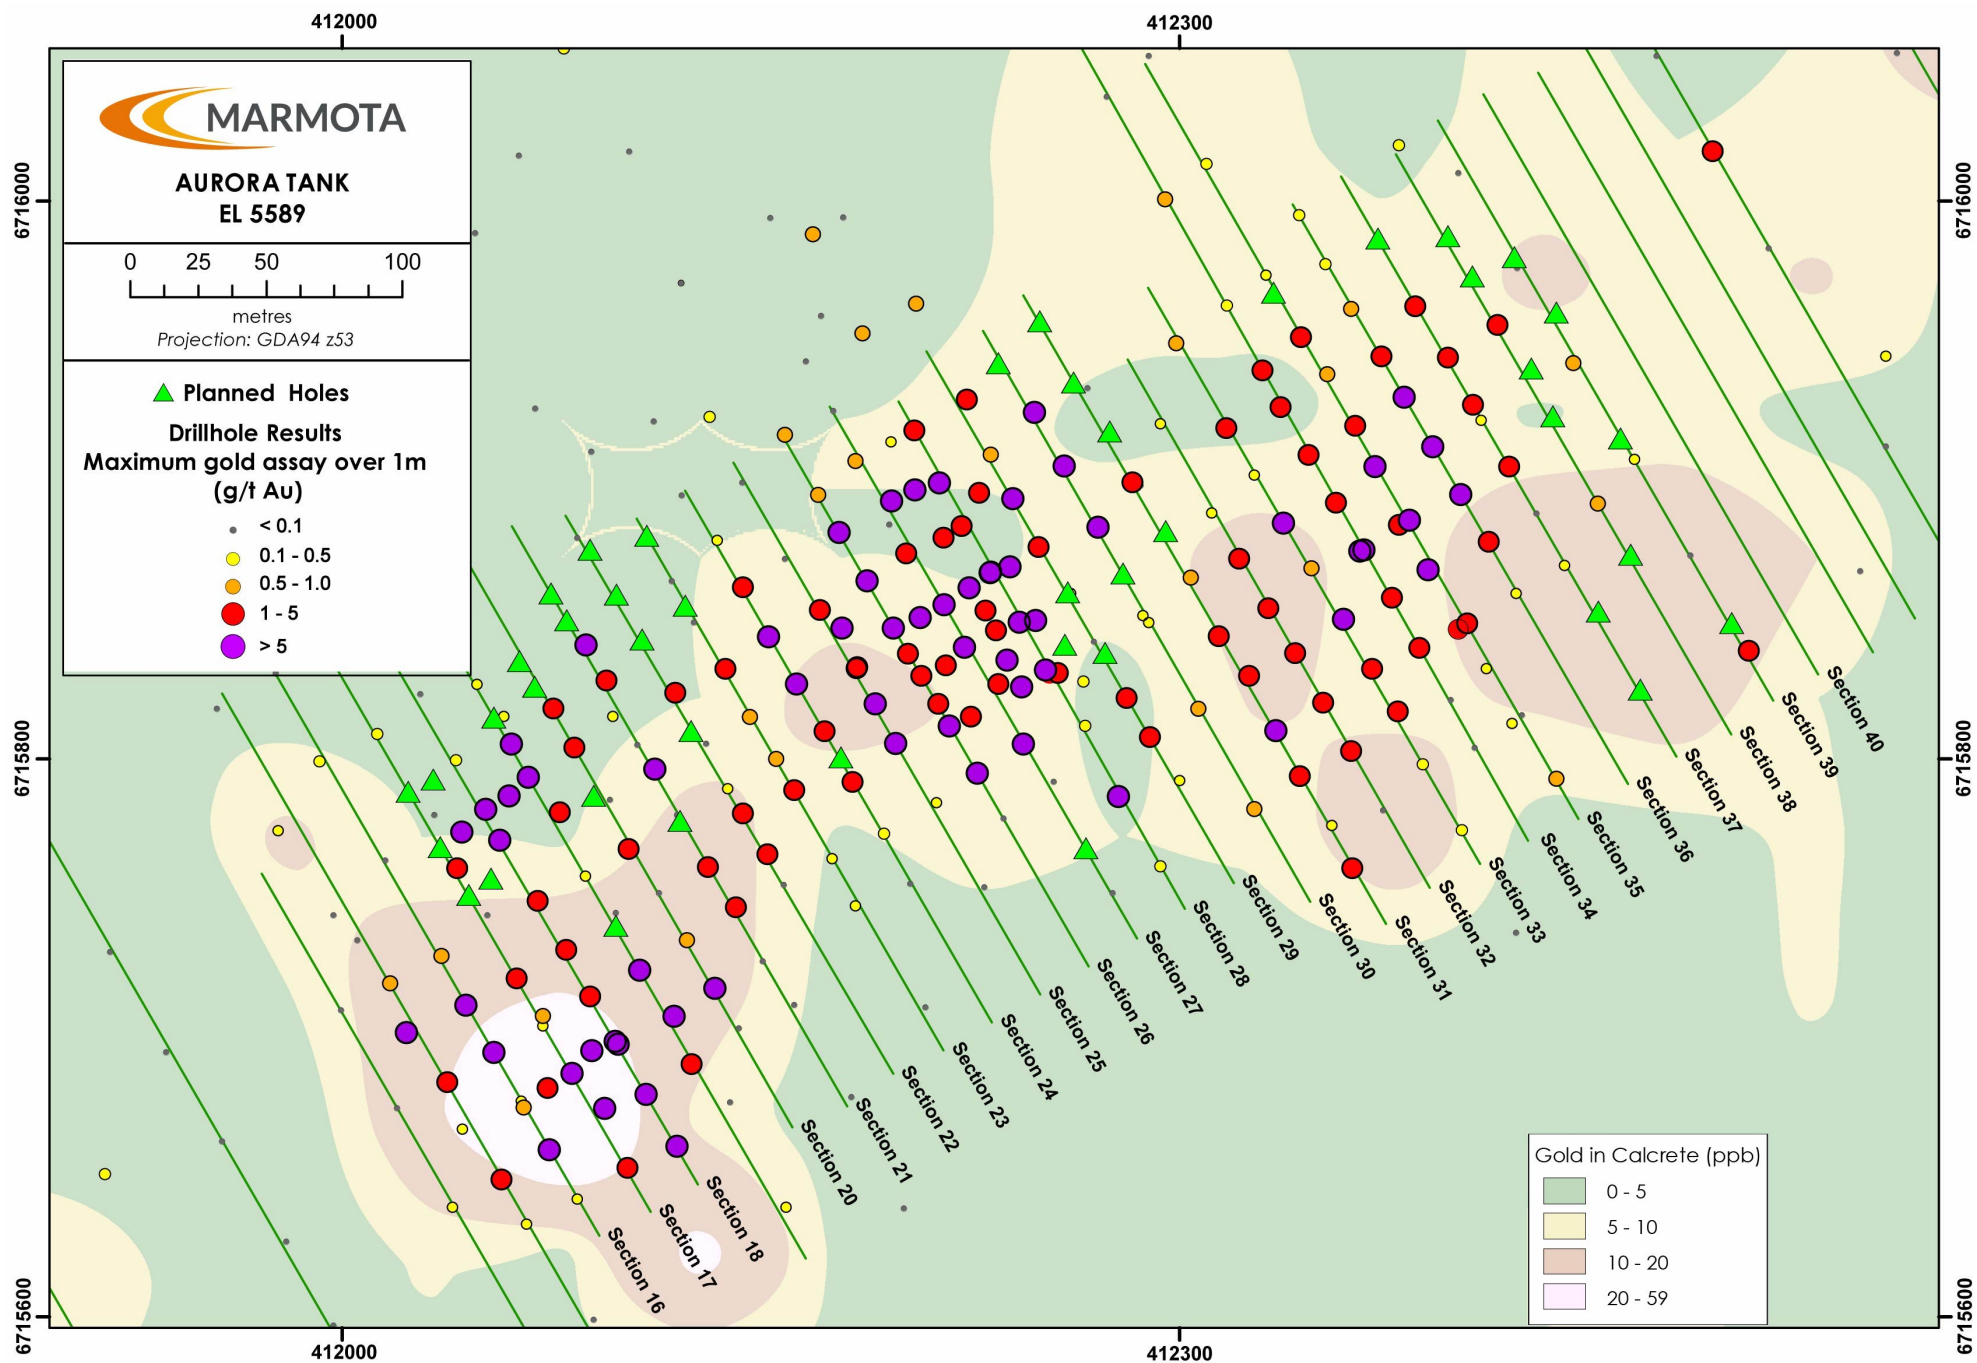 412000
412300
MARMOTA
AURORA TANK
EL 5589
0 25 50 100
metres
Projection: GDA94 z53
Planned Holes
Drillhole Results
Maximum gold assay over 1m
(g/t Au)
< 0.1
0.1 - 0.5
0.5 - 1.0
1 - 5
> 5
6716000
6716000
6715800
6715800
6715600
6715600
Section 16
Section 17
Section 18
Section 20
Section 21
Section 22
Section 23
Section 24
Section 25
Section 26
Section 27
Section 28
Section 29
Section 30
Section 31
Section 32
Section 33
Section 34
Section 35
Section 36
Section 37
Section 38
Section 39
Section 40
Gold in Calcrete (ppb)
0 - 5
5 - 10
10 - 20
20 - 59
412000
412300